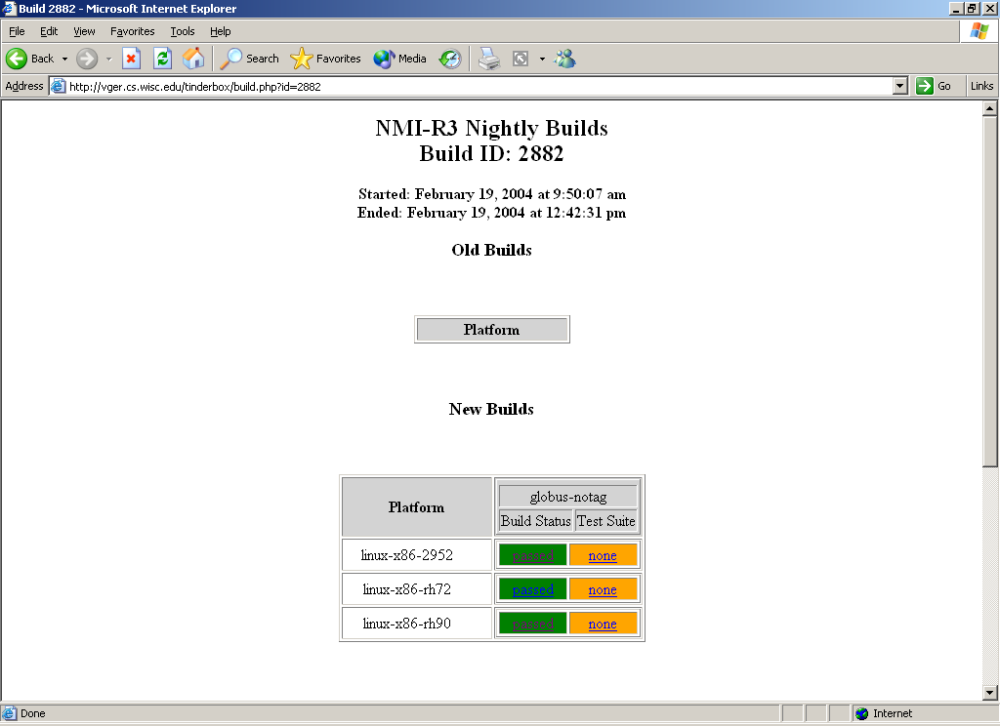 Build 2882 - Microsoft Internet Explorer
File Edit View Favorites Tools Help
Back Search Favorites Media
Address http://vger.cs.wisc.edu/tinderbox/build.php?id=2882 Go Links
NMI-R3 Nightly Builds
Build ID: 2882
Started: February 19, 2004 at 9:50:07 am
Ended: February 19, 2004 at 12:42:31 pm
Old Builds
Platform
New Builds
Platform globus-notag
Build Status Test Suite
linux-x86-2952 passed none
linux-x86-rh72 passed none
linux-x86-rh90 passed none
Done Internet